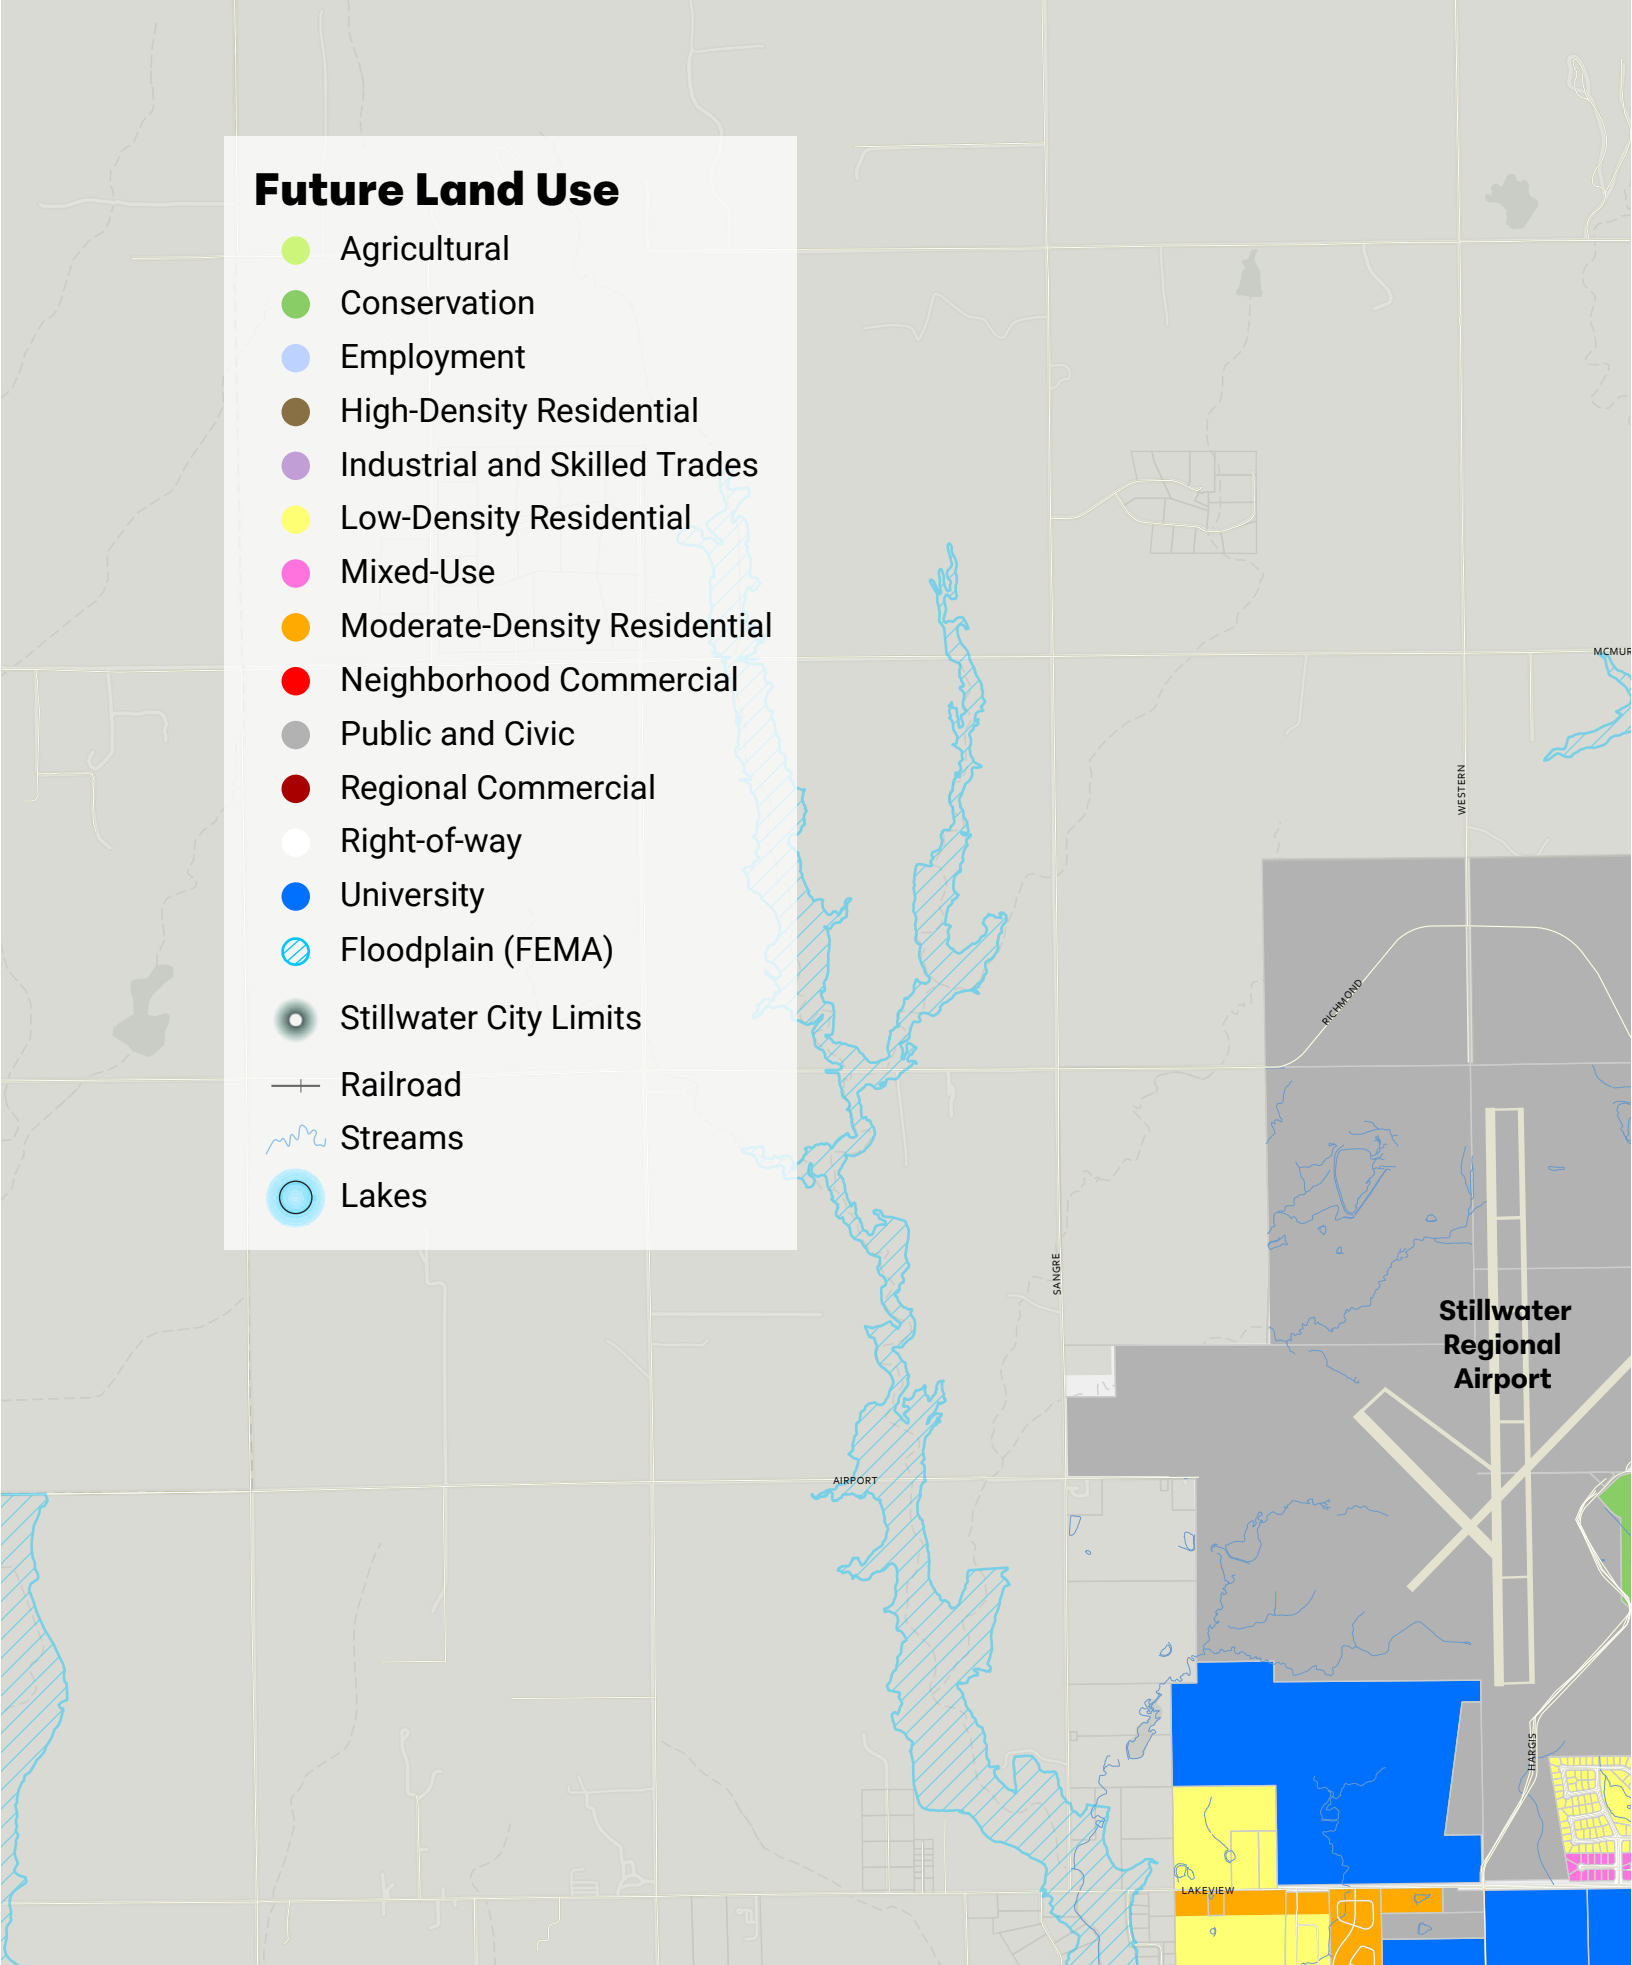 Future Land Use
Agricultural
Conservation
Employment
High-Density Residential
Industrial and Skilled Trades
Low-Density Residential
Mixed-Use
Moderate-Density Residential
Neighborhood Commercial
Public and Civic
Regional Commercial
Right-of-way
University
Floodplain (FEMA)
Stillwater City Limits
Railroad
Streams
Lakes
MCMUR
WESTERN
RICHMOND
SANGRE
Stillwater
Regional
Airport
AIRPORT
HARGIS
LAKEVIEW